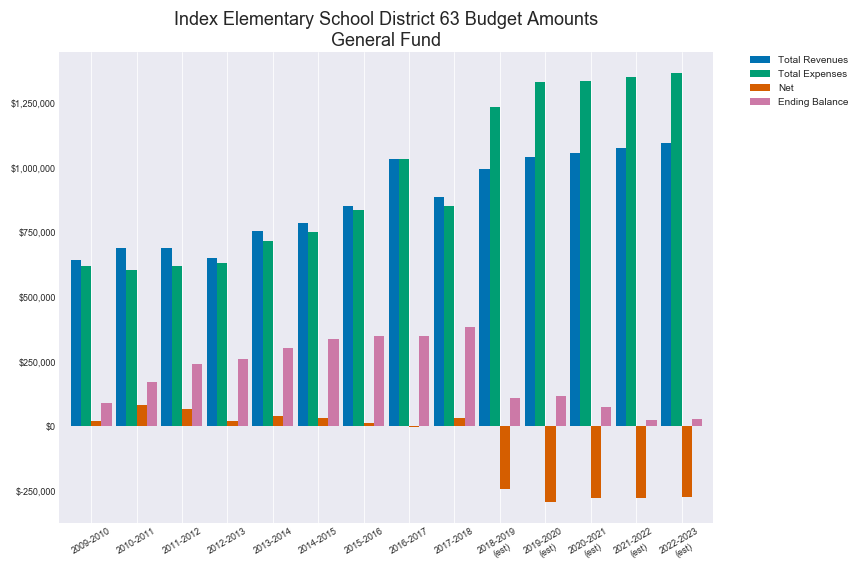 Index Elementary School District 63 Budget Amounts
General Fund
Total Revenues
Total Expenses
Net
Ending Balance
$1,250,000
$1,000,000
$750,000
$500,000
$250,000
$0
$-250,000
2009-2010
2010-2011
2011-2012
2012-2013
2013-2014
2014-2015
2015-2016
2016-2017
2017-2018
2018-2019
(est)
2019-2020
(est)
2020-2021
(est)
2021-2022
(est)
2022-2023
(est)